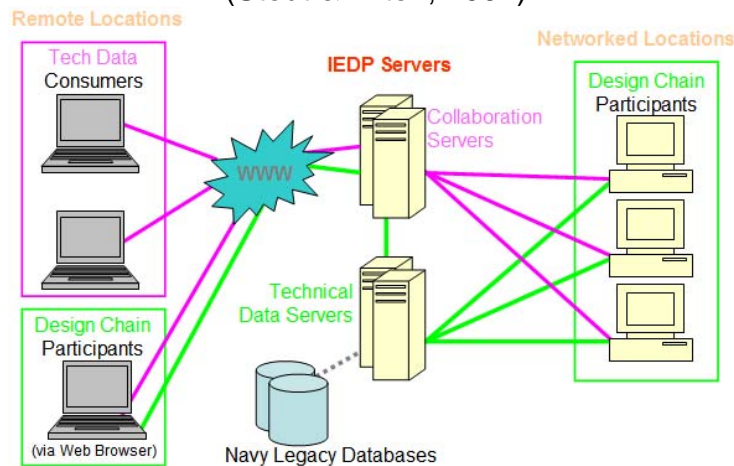 Remote Locations
Tech Data
Consumers
Design Chain
Participants
(via Web Browser)
WWW
IEDP Servers
Collaboration
Servers
Technical
Data Servers
Navy Legacy Databases
Networked Locations
Design Chain
Participants